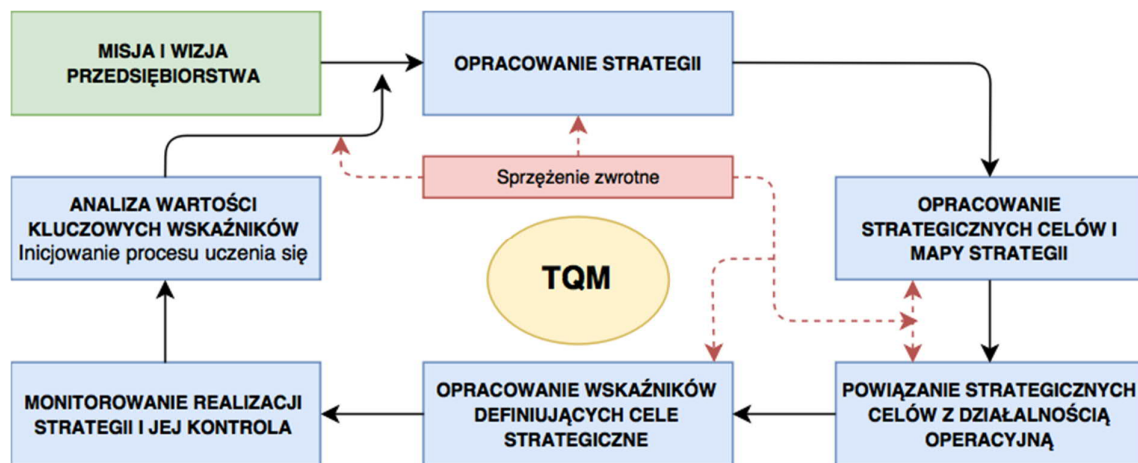 MISJA I WIZJA
PRZEDSIĘBIORSTWA
OPRACOWANIE STRATEGII
Sprzężenie zwrotne
ANALIZA WARTOŚCI
KLUCZOWYCH WSKAŹNIKÓW
Inicjowanie procesu uczenia się
OPRACOWANIE
STRATEGICZNYCH CELÓW I
MAPY STRATEGII
TQM
MONITOROWANIE REALIZACJI
STRATEGII I JEJ KONTROLA
OPRACOWANIE WSKAŹNIKÓW
DEFINIUJĄCYCH CELE
STRATEGICZNE
POWIĄZANIE STRATEGICZNYCH
CELÓW Z DZIAŁALNOŚCIĄ
OPERACYJNĄ